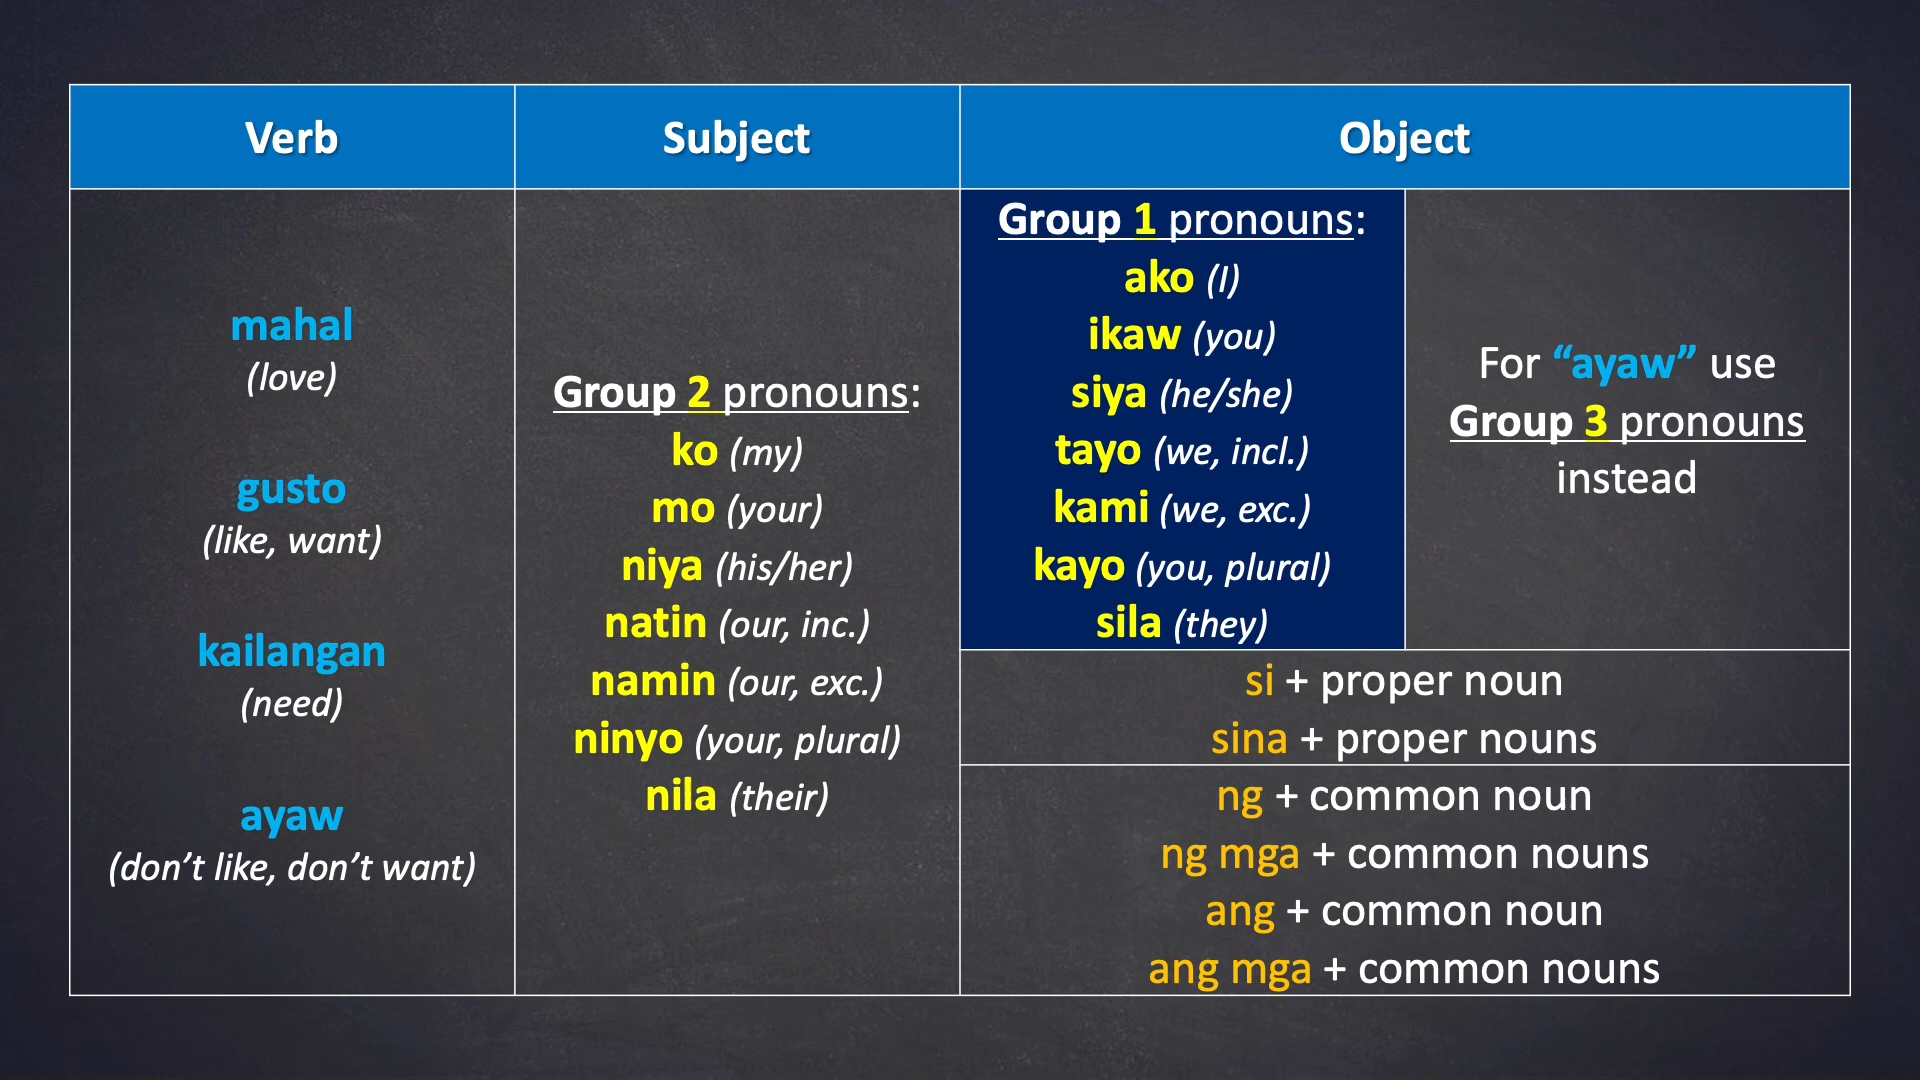 Verb
Subject
Object
mahal
(love)
gusto
(like, want)
kailangan
(need)
ayaw
(don’t like, don’t want)
Group 2 pronouns:
ko (my)
mo (your)
niya (his/her)
natin (our, inc.)
namin (our, exc.)
ninyo (your, plural)
nila (their)
Group 1 pronouns:
ako (I)
ikaw (you)
siya (he/she)
tayo (we, incl.)
kami (we, exc.)
kayo (you, plural)
sila (they)
For “ayaw” use
Group 3 pronouns
instead
si + proper noun
sina + proper nouns
ng + common noun
ng mga + common nouns
ang + common noun
ang mga + common nouns